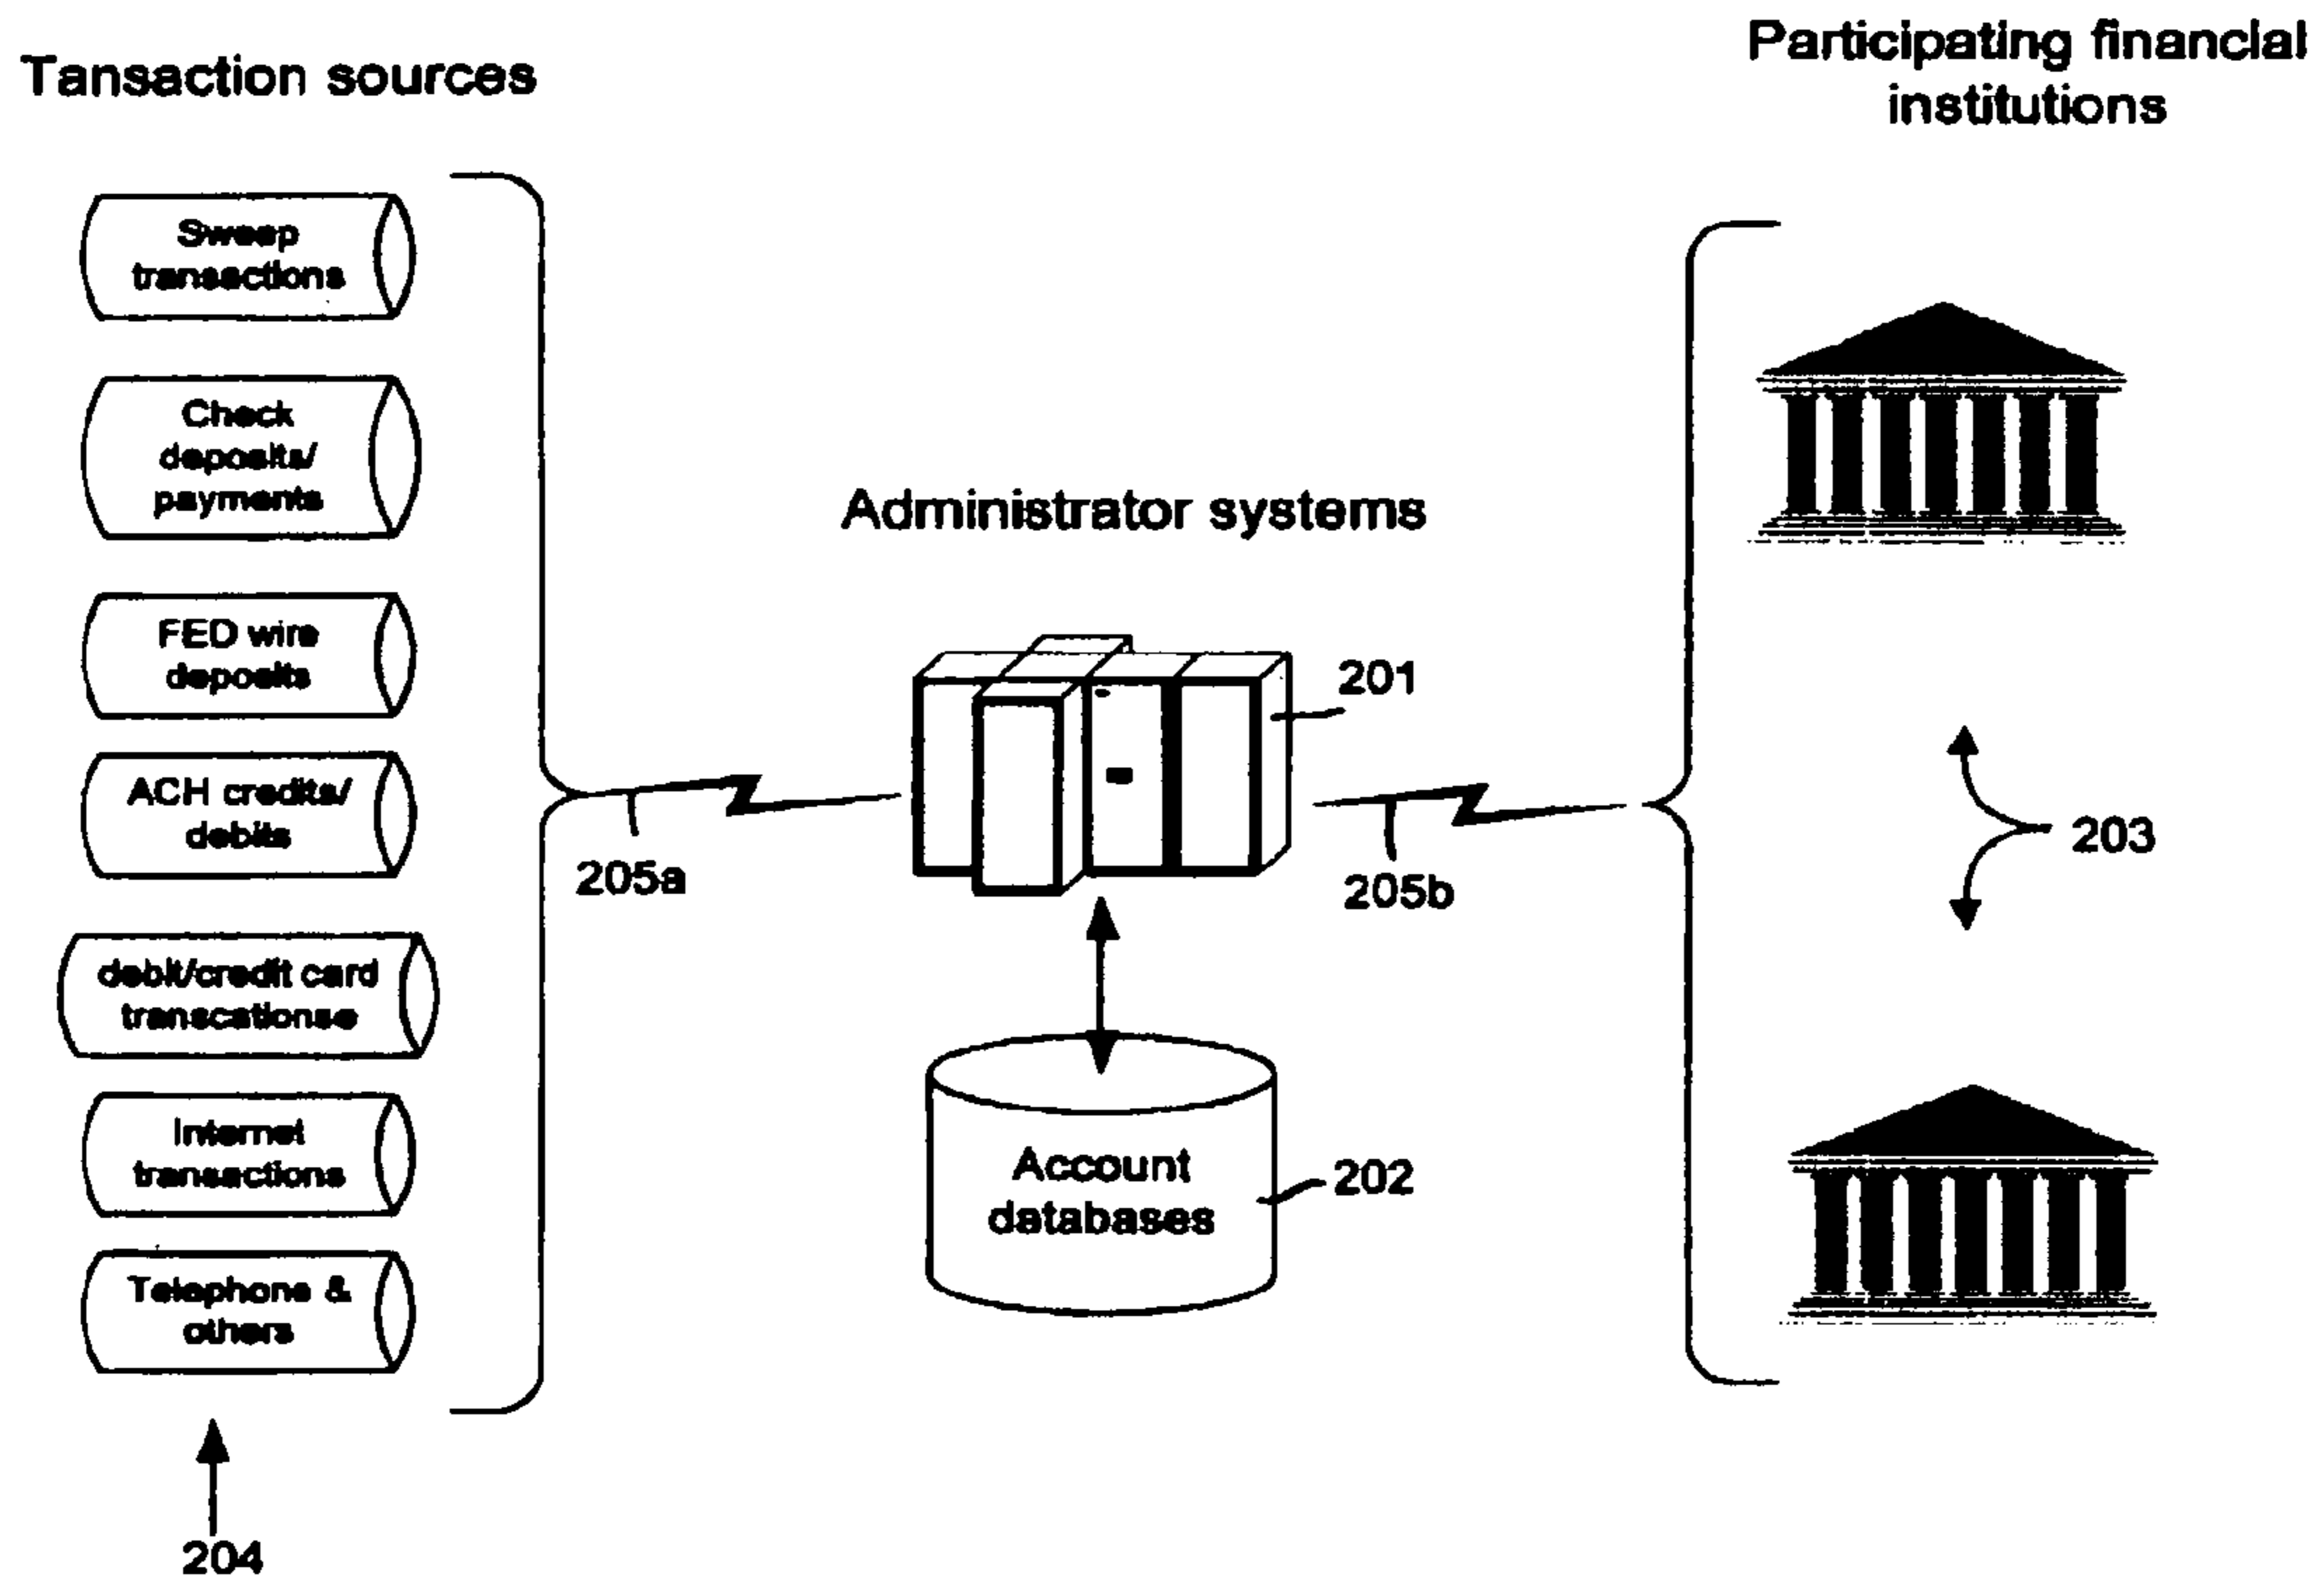 Tansaction sources
Sweep
transactions
Check
deposits/
payments
FED wire
deposits
ACH credits/
debits
debit/credit card
transcationse
Internet
transactions
Telephone &
others
204
205a
Administrator systems
201
205b
Account
databases
202
Participating financial
institutions
203